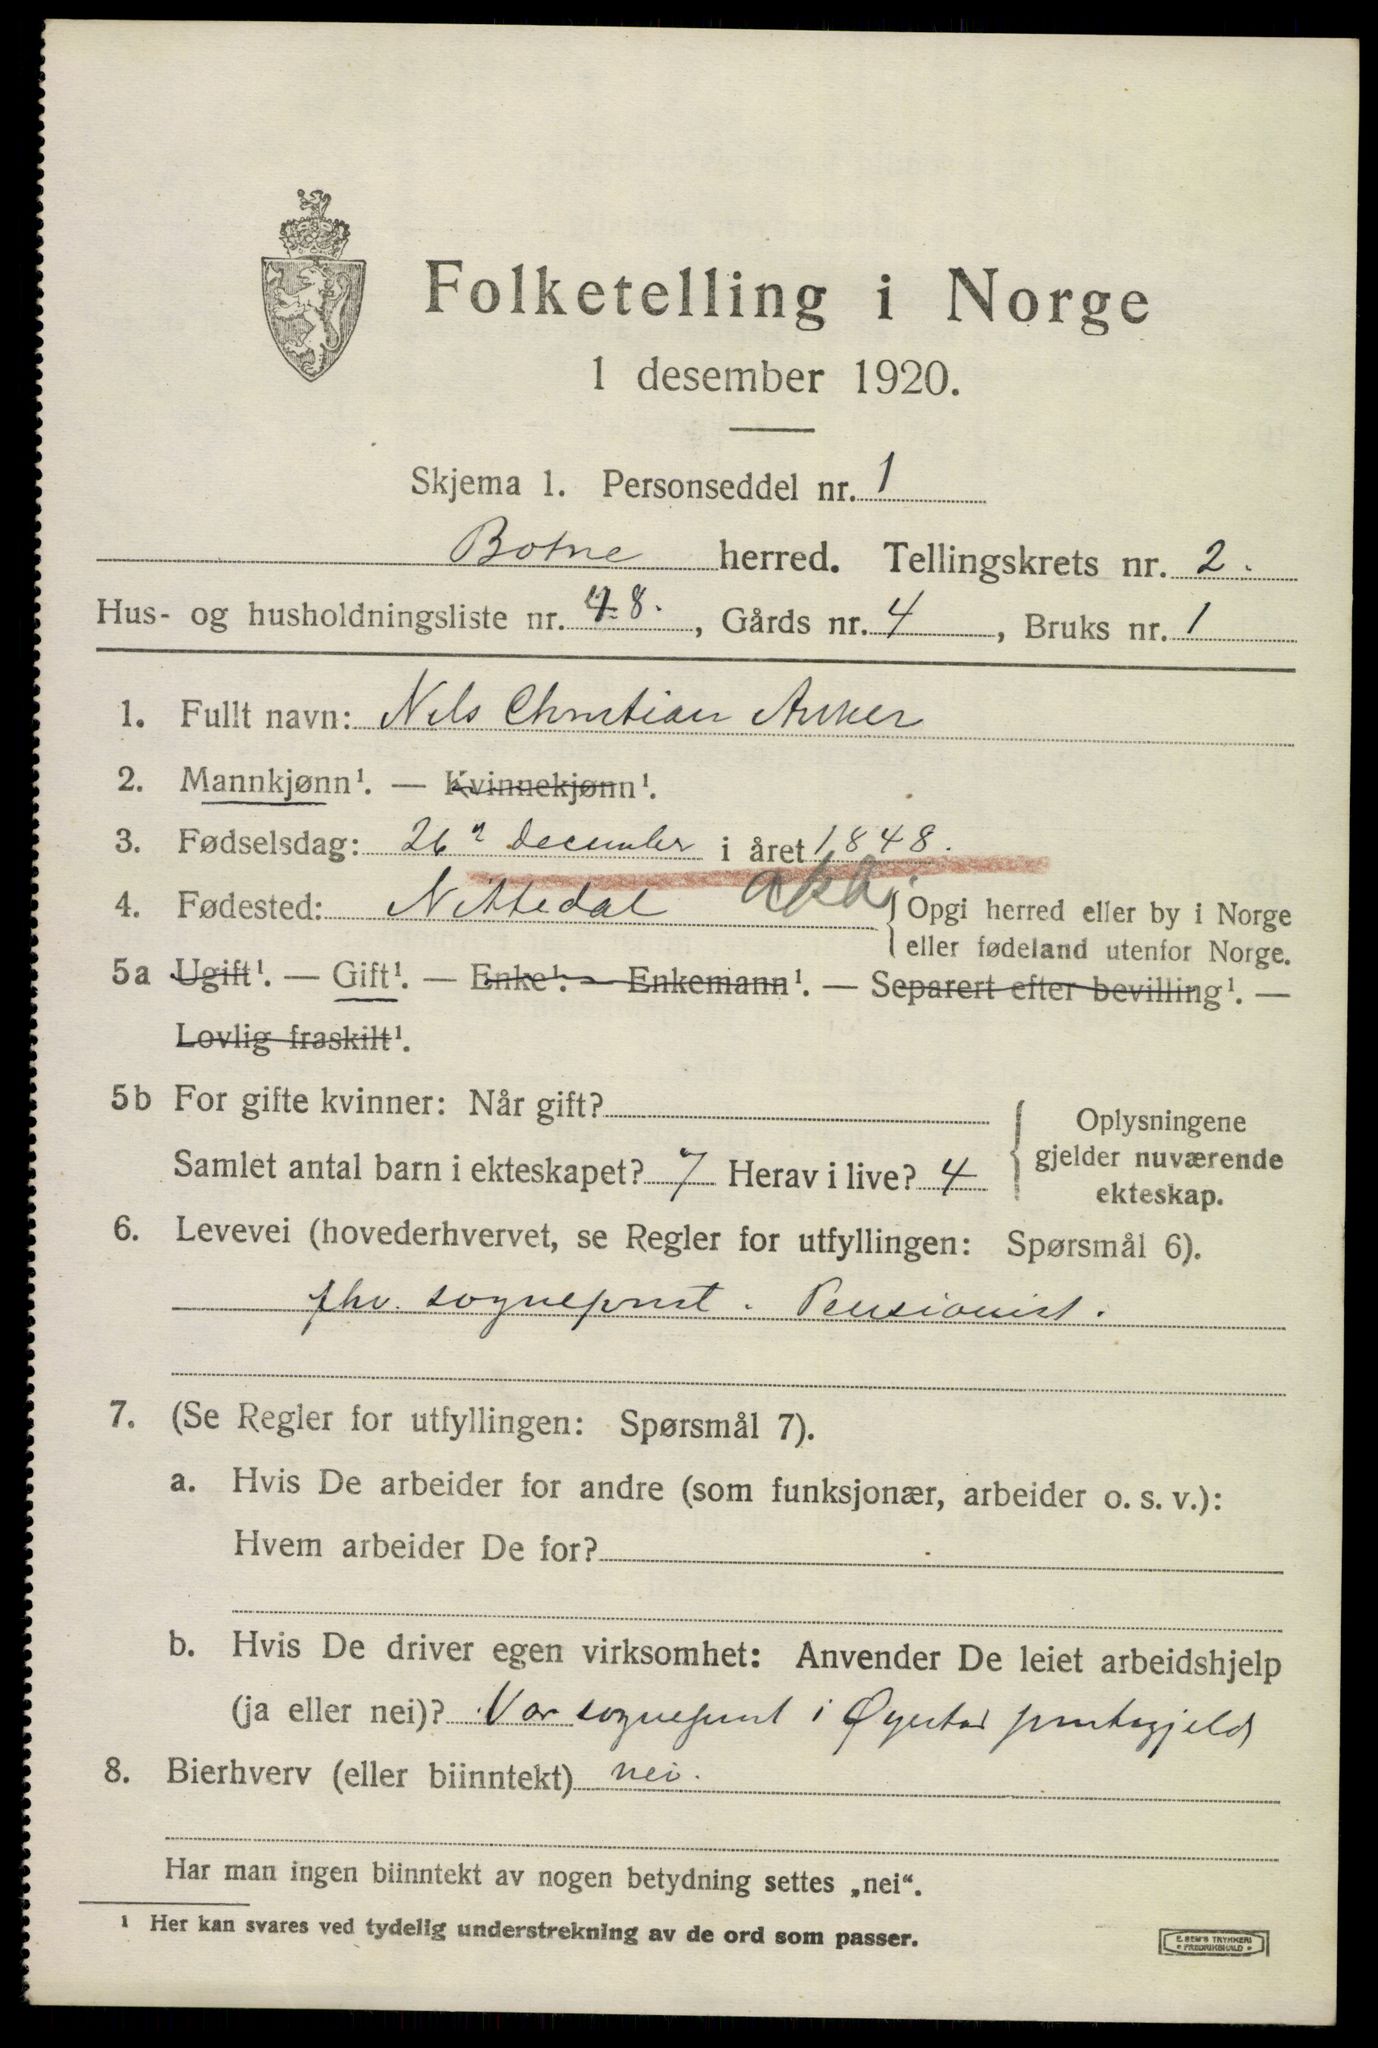 Folketelling i Norge
1 desember 1920.
Skjema 1. Personseddel nr. 1
Botne herred. Tellingskrets nr. 2.
Hus- og husholdningsliste nr. 48., Gårds nr. 4, Bruks nr. 1
1. Fullt navn: Nils Christian Anker
2. Mannkjønn¹. — Kvinnekjønn¹.
3. Fødselsdag: 26 december i året 1848.
4. Fødested: Nittedal akh. Opgi herred eller by i Norge
eller fødeland utenfor Norge.
5a Ugift¹. — Gift¹. — Enke¹. — Enkemann¹. — Separert efter bevilling¹. —
Lovlig fraskilt¹.
5b For gifte kvinner: Når gift?
Samlet antal barn i ekteskapet? 7 Herav i live? 4
Oplysningene
gjelder nuværende
ekteskap.
6. Levevei (hovederhvervet, se Regler for utfyllingen: Spørsmål 6).
fhv. sogneprest. Pensionist.
7. (Se Regler for utfyllingen: Spørsmål 7).
a. Hvis De arbeider for andre (som funksjonær, arbeider o. s. v.):
Hvem arbeider De for?
b. Hvis De driver egen virksomhet: Anvender De leiet arbeidshjelp
(ja eller nei)? Var sogneprest i Øyestad prestegjeld
8. Bierhverv (eller biinntekt) nei.
Har man ingen biinntekt av nogen betydning settes „nei“.
¹ Her kan svares ved tydelig understrekning av de ord som passer.
E. SEM'S TRYKKERI
• FREDRIKSHALD •